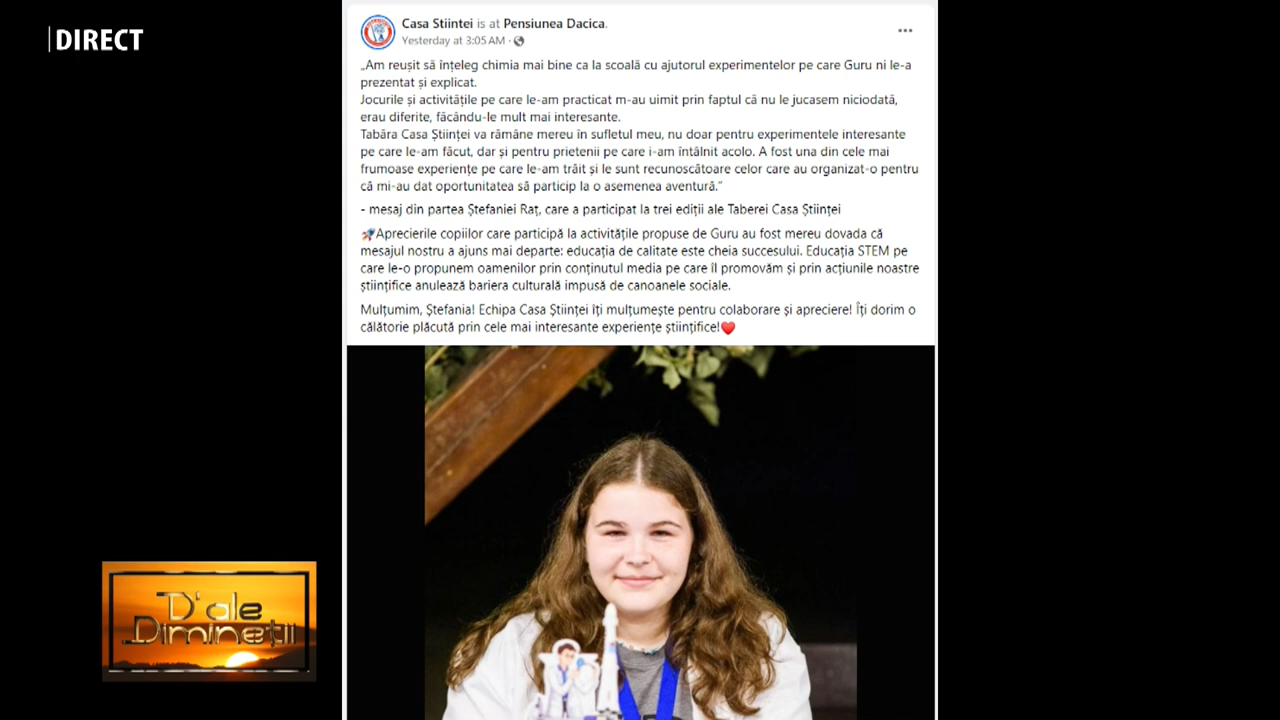 DIRECT
Casa Stiintei is at Pensiunea Dacica.
Yesterday at 3:05 AM ·
„Am reușit să înțeleg chimia mai bine ca la scoală cu ajutorul experimentelor pe care Guru ni le-a
prezentat și explicat.
Jocurile și activitățile pe care le-am practicat m-au uimit prin faptul că nu le jucasem niciodată,
erau diferite, făcându-le mult mai interesante.
Tabăra Casa Științei va rămâne mereu în sufletul meu, nu doar pentru experimentele interesante
pe care le-am făcut, dar și pentru prietenii pe care i-am întâlnit acolo. A fost una din cele mai
frumoase experiențe pe care le-am trăit și le sunt recunoscătoare celor care au organizat-o pentru
că mi-au dat oportunitatea să particip la o asemenea aventură.”
- mesaj din partea Ștefaniei Raț, care a participat la trei ediții ale Taberei Casa Științei
🚀Aprecierile copiilor care participă la activitățile propuse de Guru au fost mereu dovada că
mesajul nostru a ajuns mai departe: educația de calitate este cheia succesului. Educația STEM pe
care le-o propunem oamenilor prin conținutul media pe care îl promovăm și prin acțiunile noastre
științifice anulează bariera culturală impusă de canoanele sociale.
Mulțumim, Ștefania! Echipa Casa Științei îți mulțumește pentru colaborare și apreciere! Îți dorim o
călătorie plăcută prin cele mai interesante experiențe științifice!❤️
D'ale
Dimineții